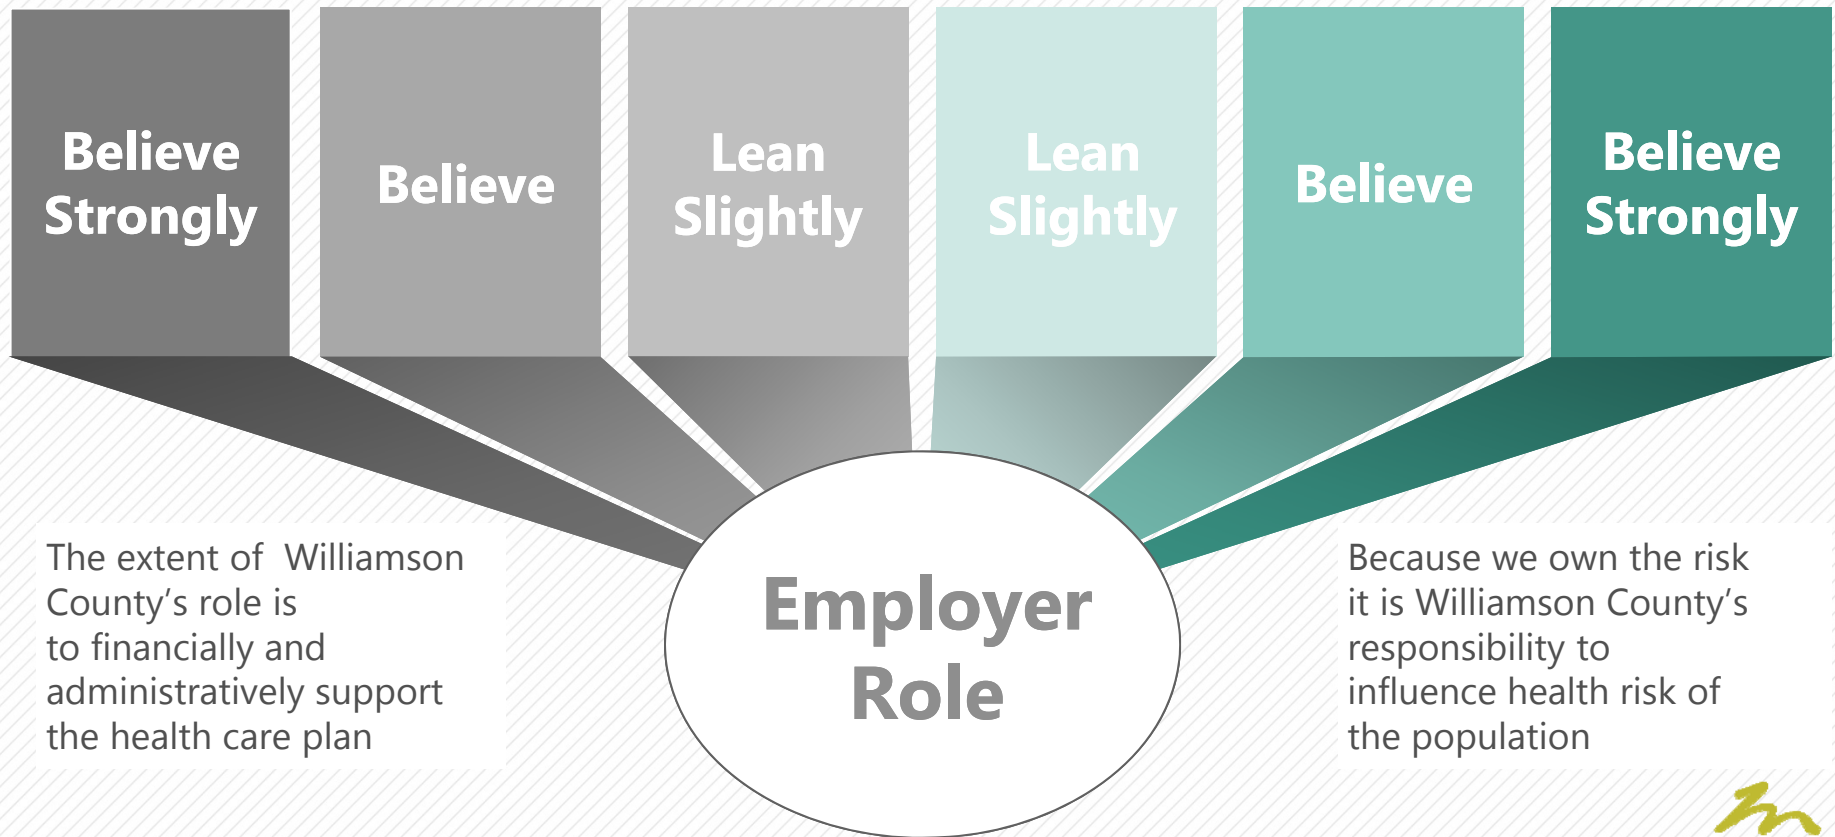 Believe
Strongly
Believe
Lean
Slightly
Lean
Slightly
Believe
Believe
Strongly
The extent of  Williamson
County’s role is
to financially and
administratively support
the health care plan
Employer
Role
Because we own the risk
it is Williamson County’s
responsibility to
influence health risk of
the population